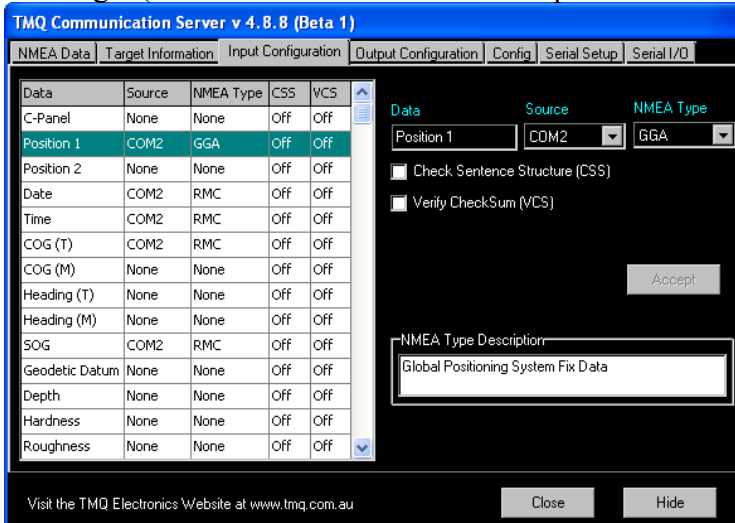 TMQ Communication Server v 4.8.8 (Beta 1)
NMEA Data Target Information Input Configuration Output Configuration Config Serial Setup Serial I/O
Data Source NMEA Type CSS VCS
C-Panel None None Off Off
Position 1 COM2 GGA Off Off
Position 2 None None Off Off
Date COM2 RMC Off Off
Time COM2 RMC Off Off
COG (T) COM2 RMC Off Off
COG (M) None None Off Off
Heading (T) None None Off Off
Heading (M) None None Off Off
SOG COM2 RMC Off Off
Geodetic Datum None None Off Off
Depth None None Off Off
Hardness None None Off Off
Roughness None None Off Off
Data Source NMEA Type
Position 1 COM2 GGA
Check Sentence Structure (CSS)
Verify CheckSum (VCS)
Accept
NMEA Type Description
Global Positioning System Fix Data
Visit the TMQ Electronics Website at www.tmq.com.au
Close Hide